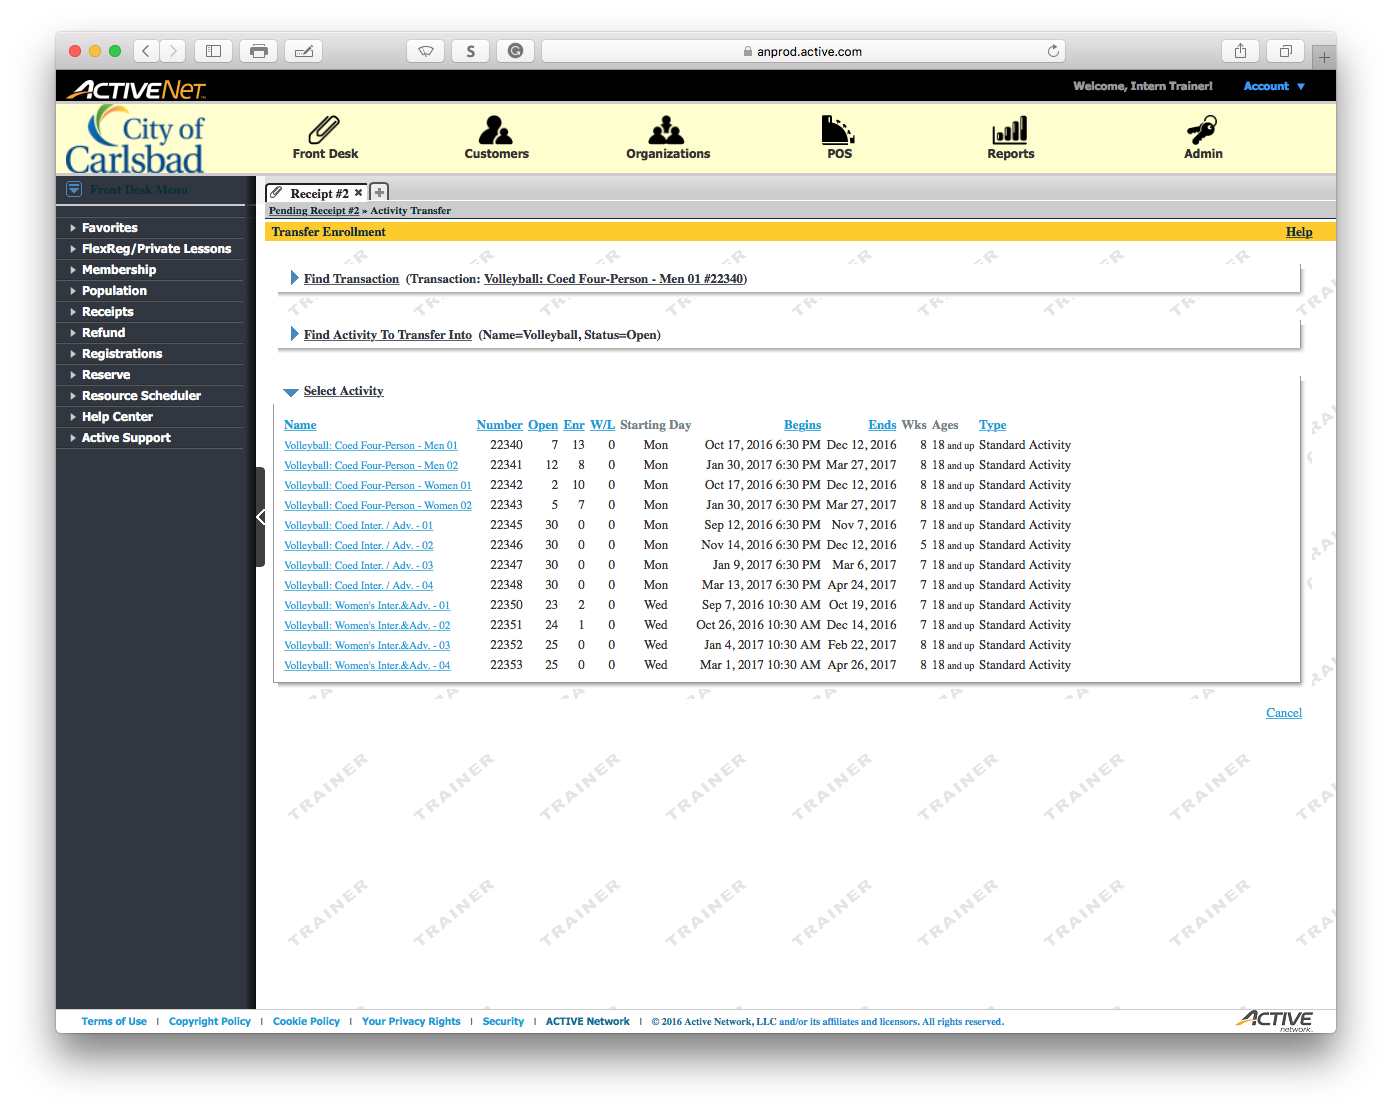 S
anprod.active.com
ACTIVENet
Welcome, Intern Trainer!
Account
City of
Carlsbad
Front Desk
Customers
Organizations
POS
Reports
Admin
Front Desk Menu
Favorites
FlexReg/Private Lessons
Membership
Population
Receipts
Refund
Registrations
Reserve
Resource Scheduler
Help Center
Active Support
Receipt #2
Pending Receipt #2 » Activity Transfer
Transfer Enrollment
Help
Find Transaction (Transaction: Volleyball: Coed Four-Person - Men 01 #22340)
Find Activity To Transfer Into (Name=Volleyball, Status=Open)
Select Activity
Name Number Open Enr W/L Starting Day Begins Ends Wks Ages Type
Volleyball: Coed Four-Person - Men 01 22340 7 13 0 Mon Oct 17, 2016 6:30 PM Dec 12, 2016 8 18 and up Standard Activity
Volleyball: Coed Four-Person - Men 02 22341 12 8 0 Mon Jan 30, 2017 6:30 PM Mar 27, 2017 8 18 and up Standard Activity
Volleyball: Coed Four-Person - Women 01 22342 2 10 0 Mon Oct 17, 2016 6:30 PM Dec 12, 2016 8 18 and up Standard Activity
Volleyball: Coed Four-Person - Women 02 22343 5 7 0 Mon Jan 30, 2017 6:30 PM Mar 27, 2017 8 18 and up Standard Activity
Volleyball: Coed Inter. / Adv. - 01 22345 30 0 0 Mon Sep 12, 2016 6:30 PM Nov 7, 2016 7 18 and up Standard Activity
Volleyball: Coed Inter. / Adv. - 02 22346 30 0 0 Mon Nov 14, 2016 6:30 PM Dec 12, 2016 5 18 and up Standard Activity
Volleyball: Coed Inter. / Adv. - 03 22347 30 0 0 Mon Jan 9, 2017 6:30 PM Mar 6, 2017 7 18 and up Standard Activity
Volleyball: Coed Inter. / Adv. - 04 22348 30 0 0 Mon Mar 13, 2017 6:30 PM Apr 24, 2017 7 18 and up Standard Activity
Volleyball: Women's Inter.&Adv. - 01 22350 23 2 0 Wed Sep 7, 2016 10:30 AM Oct 19, 2016 7 18 and up Standard Activity
Volleyball: Women's Inter.&Adv. - 02 22351 24 1 0 Wed Oct 26, 2016 10:30 AM Dec 14, 2016 7 18 and up Standard Activity
Volleyball: Women's Inter.&Adv. - 03 22352 25 0 0 Wed Jan 4, 2017 10:30 AM Feb 22, 2017 8 18 and up Standard Activity
Volleyball: Women's Inter.&Adv. - 04 22353 25 0 0 Wed Mar 1, 2017 10:30 AM Apr 26, 2017 8 18 and up Standard Activity
Cancel
TRAINER TRAINER TRAINER TRAINER TRAINER TRAINER TRAINER TRAINER
TRAINER TRAINER TRAINER TRAINER TRAINER TRAINER TRAINER TRAINER
Terms of Use | Copyright Policy | Cookie Policy | Your Privacy Rights | Security | ACTIVE Network | © 2016 Active Network, LLC and/or its affiliates and licensors. All rights reserved.
ACTIVE
network